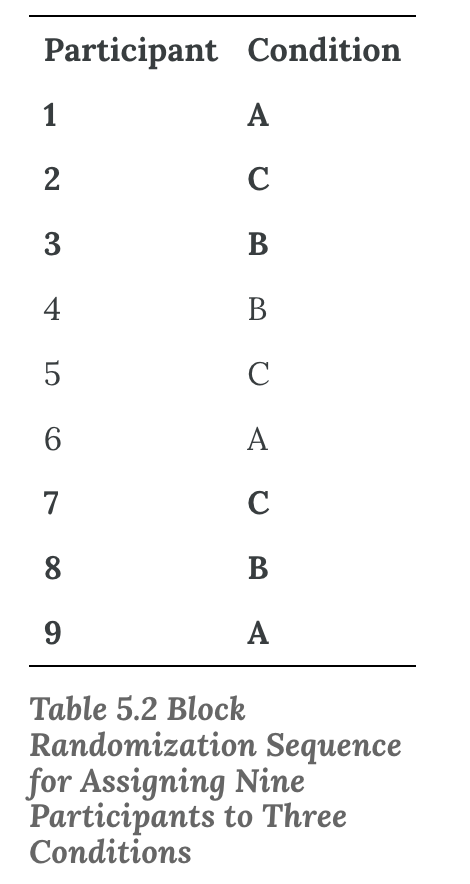 Participant Condition
1 A
2 C
3 B
4 B
5 C
6 A
7 C
8 B
9 A
Table 5.2 Block
Randomization Sequence
for Assigning Nine
Participants to Three
Conditions